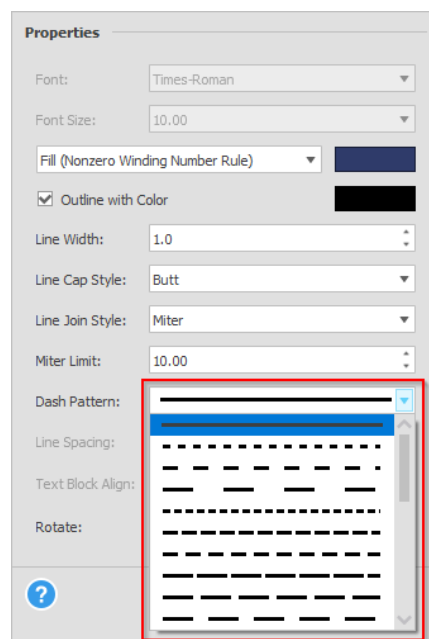 Properties
Font: Times-Roman
Font Size: 10.00
Fill (Nonzero Winding Number Rule)
Outline with Color
Line Width: 1.0
Line Cap Style: Butt
Line Join Style: Miter
Miter Limit: 10.00
Dash Pattern:
Line Spacing:
Text Block Align:
Rotate:
?